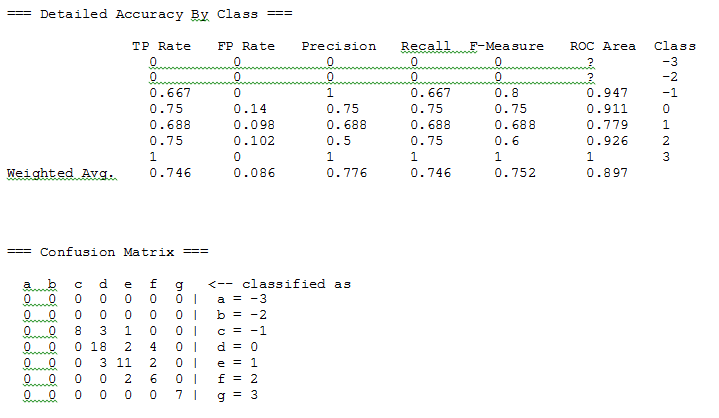 === Detailed Accuracy By Class ===
TP Rate FP Rate Precision Recall F-Measure ROC Area Class
0 0 0 0 0 ? -3
0 0 0 0 0 ? -2
0.667 0 1 0.667 0.8 0.947 -1
0.75 0.14 0.75 0.75 0.75 0.911 0
0.688 0.098 0.688 0.688 0.688 0.779 1
0.75 0.102 0.5 0.75 0.6 0.926 2
1 0 1 1 1 1 3
Weighted Avg. 0.746 0.086 0.776 0.746 0.752 0.897
=== Confusion Matrix ===
a b c d e f g <-- classified as
0 0 0 0 0 0 0 | a = -3
0 0 0 0 0 0 0 | b = -2
0 0 8 3 1 0 0 | c = -1
0 0 0 18 2 4 0 | d = 0
0 0 0 3 11 2 0 | e = 1
0 0 0 0 2 6 0 | f = 2
0 0 0 0 0 0 7 | g = 3